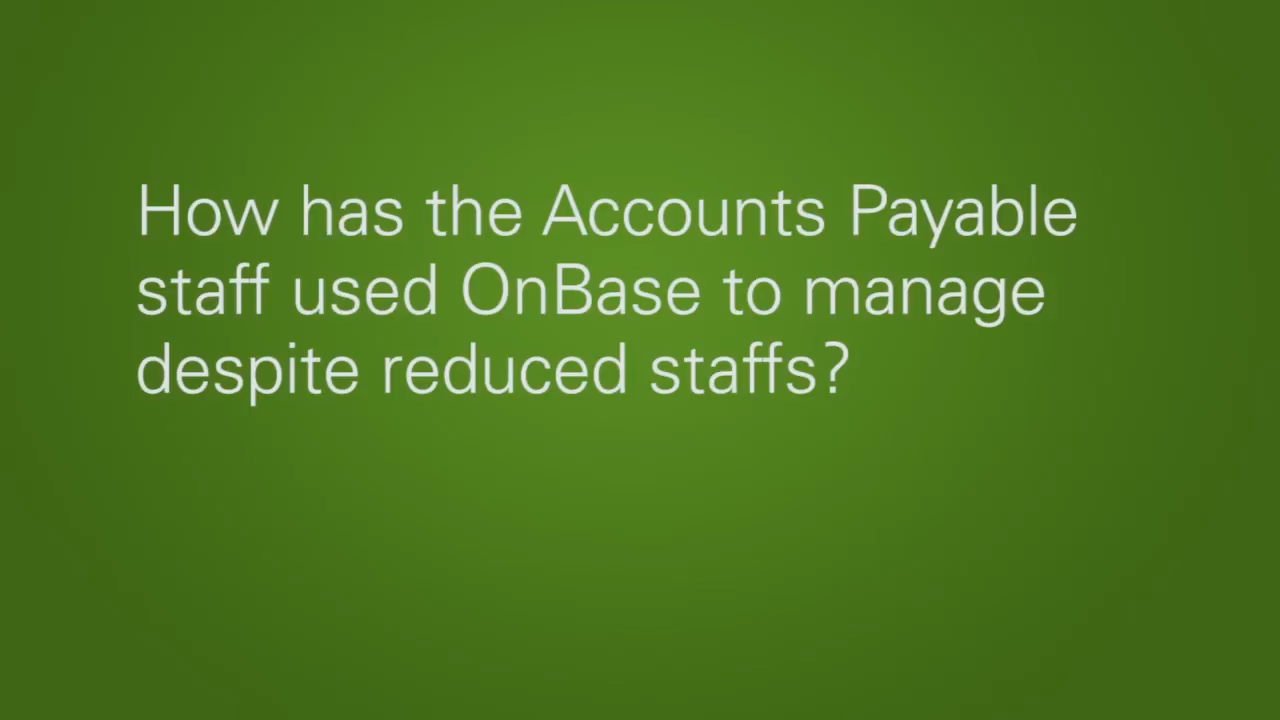 How has the Accounts Payable
staff used OnBase to manage
despite reduced staffs?